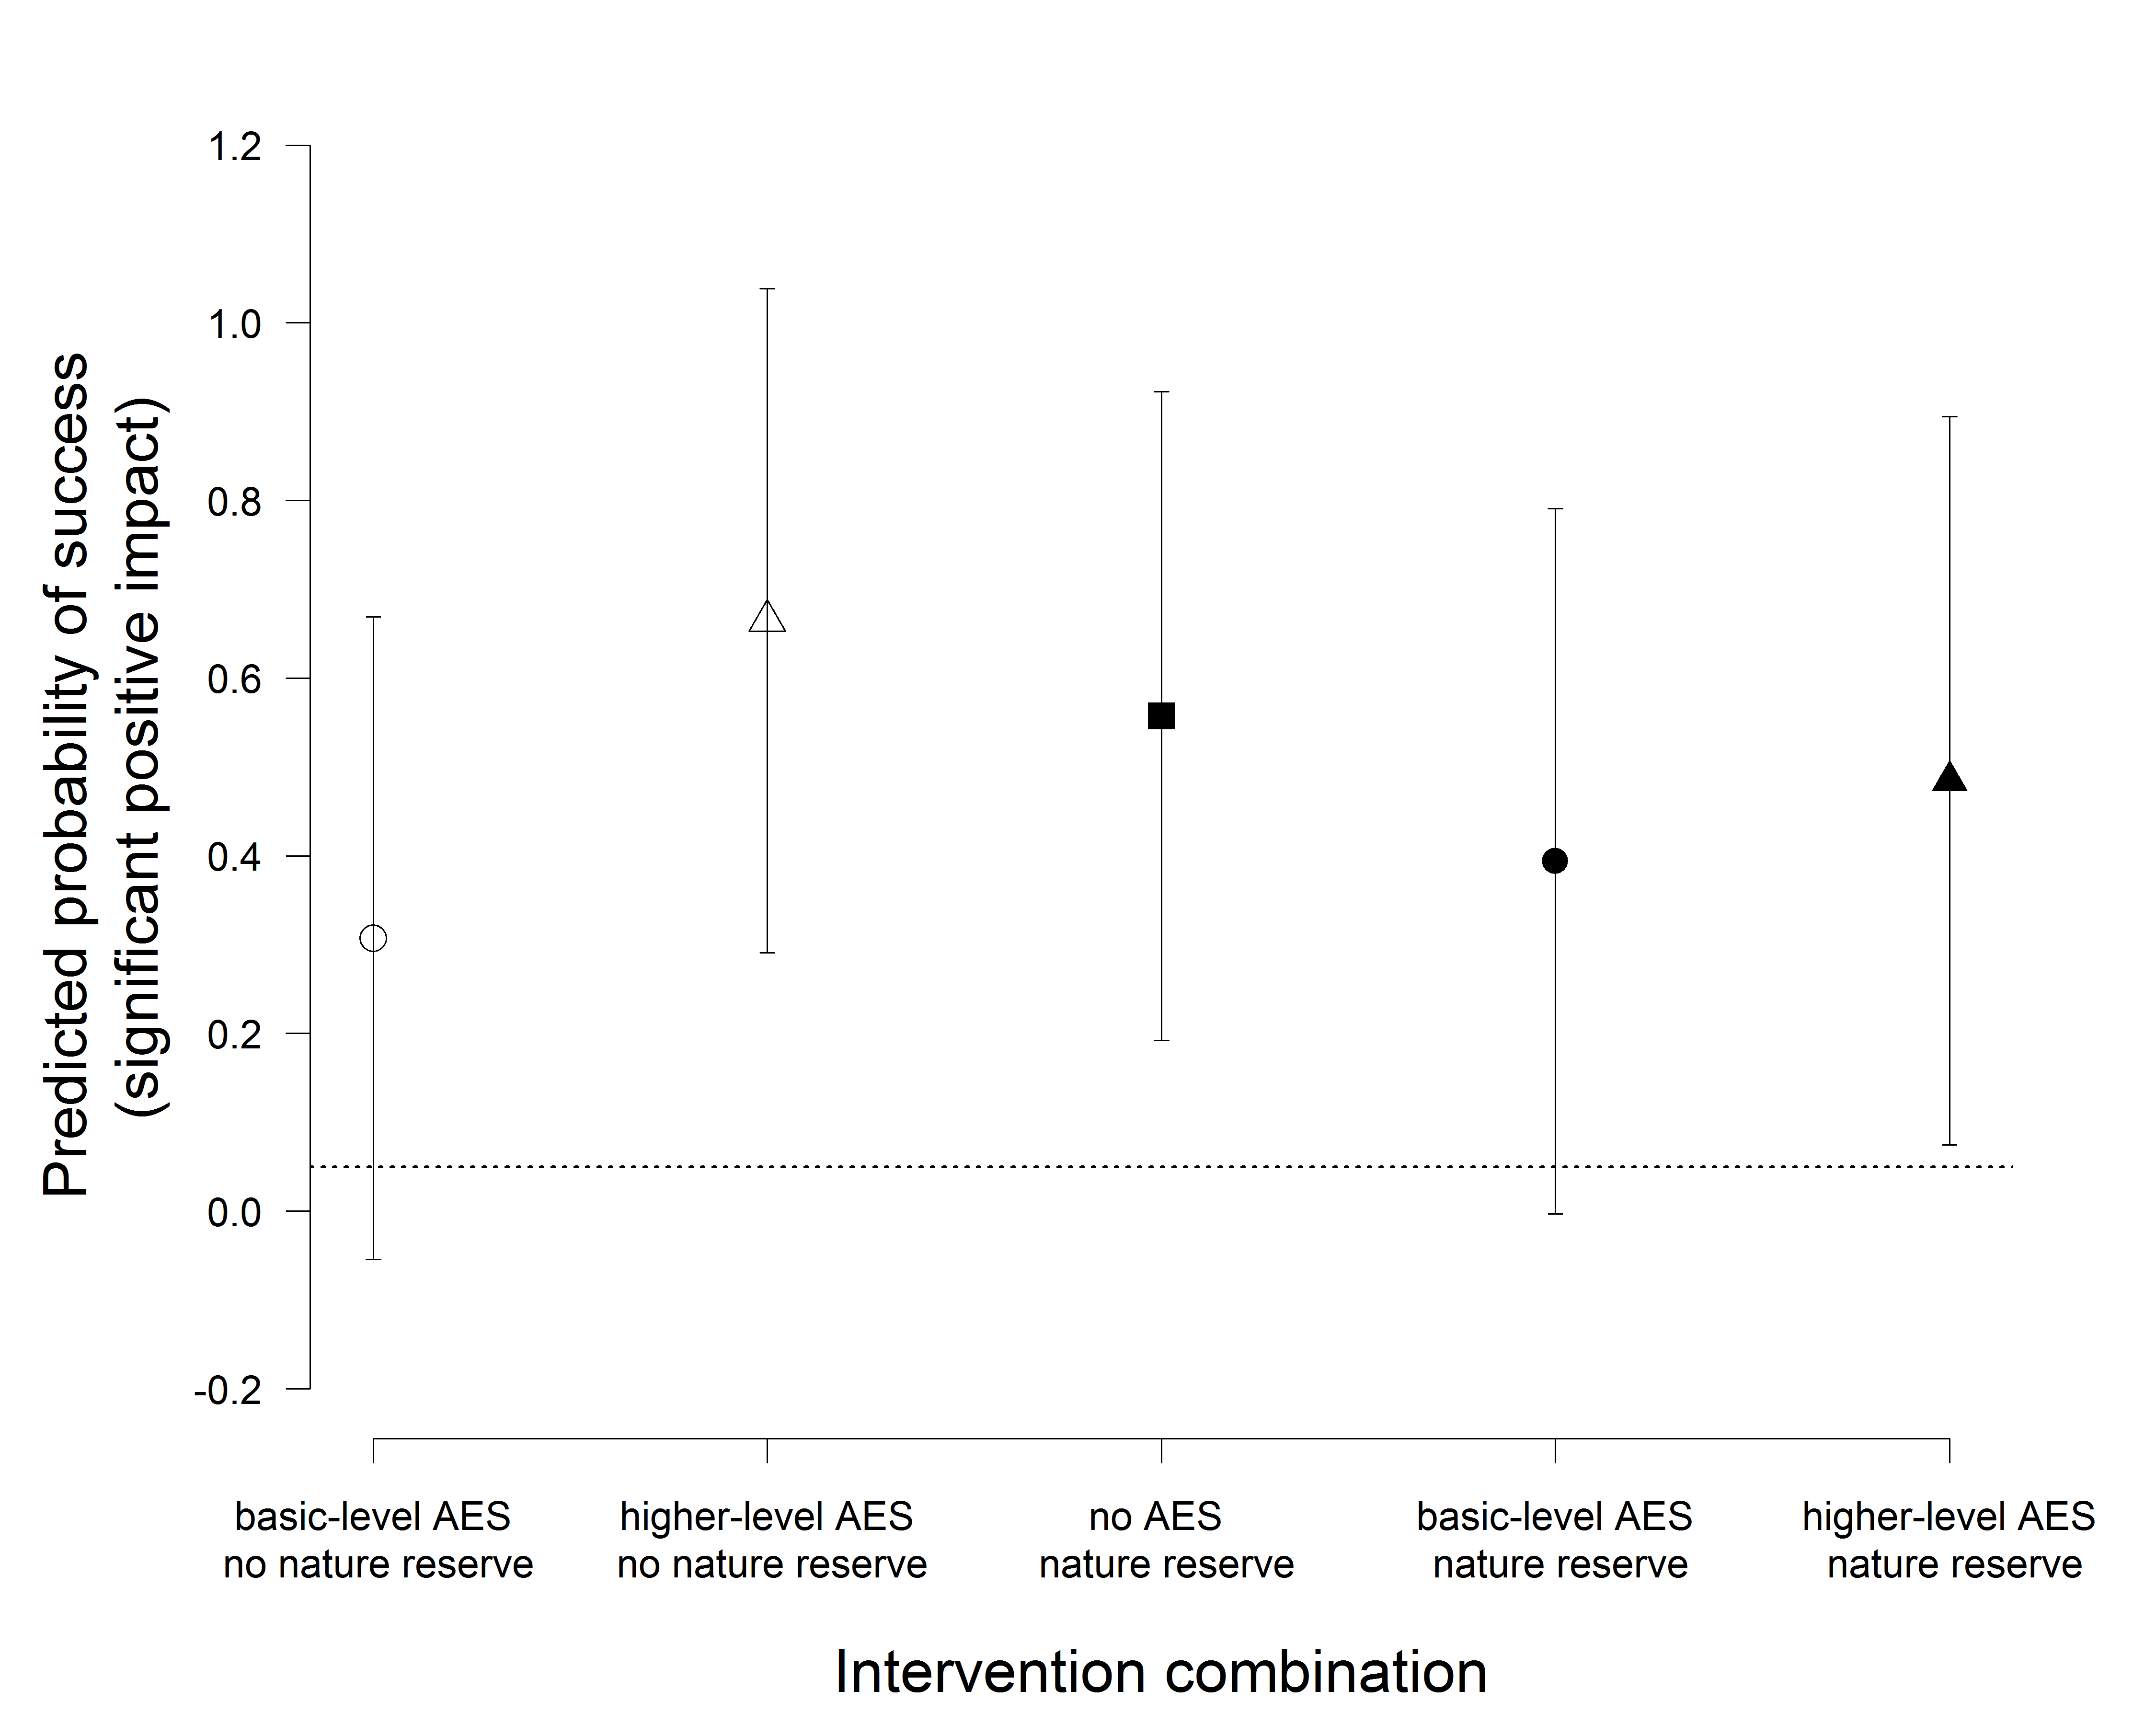 Predicted probability of success
(significant positive impact)
1.2
1.0
0.8
0.6
0.4
0.2
0.0
-0.2
basic-level AES
no nature reserve
higher-level AES
no nature reserve
no AES
nature reserve
basic-level AES
nature reserve
higher-level AES
nature reserve
Intervention combination